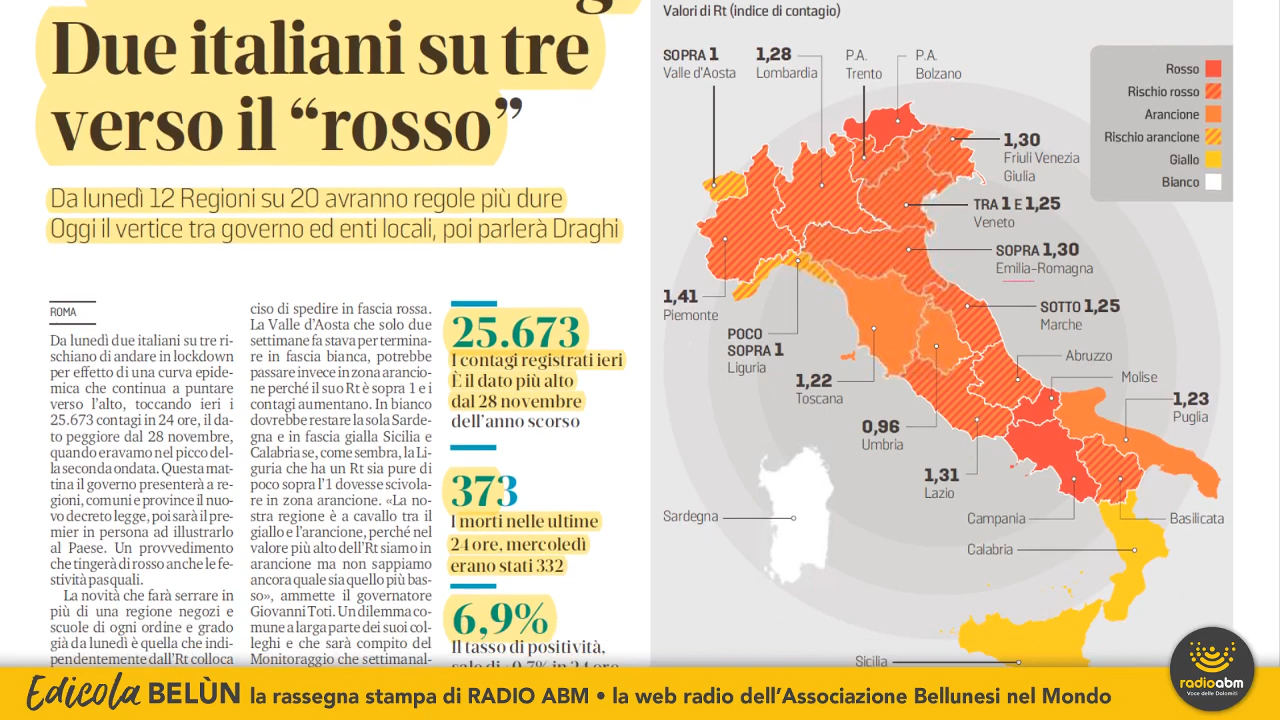 Due italiani su tre
verso il “rosso”
Da lunedì 12 Regioni su 20 avranno regole più dure
Oggi il vertice tra governo ed enti locali, poi parlerà Draghi
ROMA
Da lunedì due italiani su tre ri-
schiano di andare in lockdown
per effetto di una curva epide-
mica che continua a puntare
verso l'alto, toccando ieri i
25.673 contagi in 24 ore, il da-
to peggiore dal 28 novembre,
quando eravamo nel picco del-
la seconda ondata. Questa mat-
tina il governo presenterà a re-
gioni, comuni e province il nuo-
vo decreto legge, poi sarà il pre-
mier in persona ad illustrarlo
al Paese. Un provvedimento
che tingerà di rosso anche le fe-
stività pasquali.
La novità che farà serrare in
più di una regione negozi e
scuole di ogni ordine e grado
già da lunedì è quella che indi-
pendentemente dall'Rt colloca
ciso di spedire in fascia rossa.
La Valle d'Aosta che solo due
settimane fa stava per termina-
re in fascia bianca, potrebbe
passare invece in zona arancio-
ne perché il suo Rt è sopra 1 e i
contagi aumentano. In bianco
dovrebbe restare la sola Sarde-
gna e in fascia gialla Sicilia e
Calabria se, come sembra, la Li-
guria che ha un Rt sia pure di
poco sopra l'1 dovesse scivola-
re in zona arancione. «La no-
stra regione è a cavallo tra il
giallo e l'arancione, perché nel
valore più alto dell'Rt siamo in
arancione ma non sappiamo
ancora quale sia quello più bas-
so», ammette il governatore
Giovanni Toti. Un dilemma co-
mune a larga parte dei suoi col-
leghi e che sarà compito del
Monitoraggio che settimanal-
25.673
I contagi registrati ieri
È il dato più alto
dal 28 novembre
dell'anno scorso
373
I morti nelle ultime
24 ore, mercoledì
erano stati 332
6,9%
Il tasso di positività,
Valori di Rt (indice di contagio)
SOPRA 1
Valle d'Aosta
1,28
Lombardia
P.A.
Trento
P.A.
Bolzano
Rosso
Rischio rosso
Arancione
Rischio arancione
Giallo
Bianco
1,30
Friuli Venezia
Giulia
TRA 1 E 1,25
Veneto
SOPRA 1,30
Emilia-Romagna
1,41
Piemonte
SOTTO 1,25
Marche
POCO
SOPRA 1
Liguria
Abruzzo
Molise
1,22
Toscana
1,23
Puglia
0,96
Umbria
1,31
Lazio
Sardegna
Campania
Basilicata
Calabria
Sicilia
Edicola BELÙN la rassegna stampa di RADIO ABM • la web radio dell'Associazione Bellunesi nel Mondo
radioabm
Voce delle Dolomiti